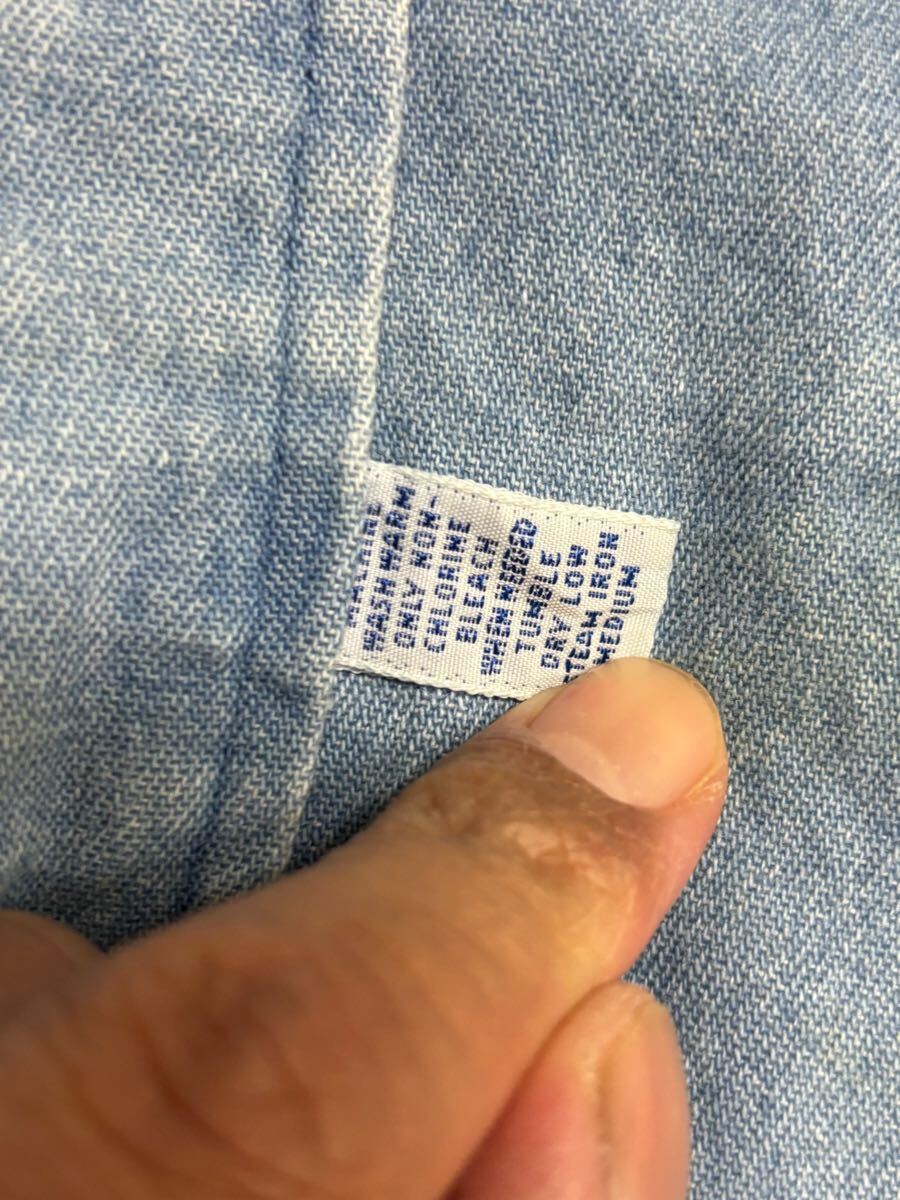 WASH WARM
ONLY NON-
CHLORINE
BLEACH
WHEN NEEDED
TUMBLE
DRY LOW
STEAM IRON
MEDIUM